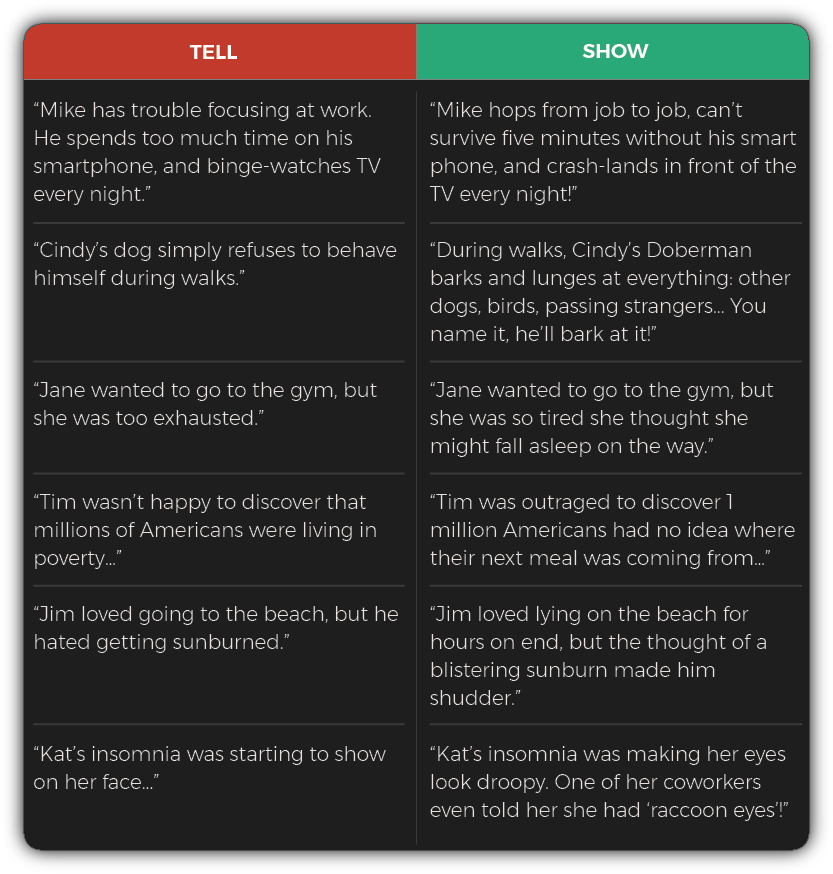 TELL
SHOW
“Mike has trouble focusing at work.
He spends too much time on his
smartphone, and binge-watches TV
every night.”
“Mike hops from job to job, can’t
survive five minutes without his smart
phone, and crash-lands in front of the
TV every night!”
“Cindy’s dog simply refuses to behave
himself during walks.”
“During walks, Cindy’s Doberman
barks and lunges at everything: other
dogs, birds, passing strangers... You
name it, he’ll bark at it!”
“Jane wanted to go to the gym, but
she was too exhausted.”
“Jane wanted to go to the gym, but
she was so tired she thought she
might fall asleep on the way.”
“Tim wasn’t happy to discover that
millions of Americans were living in
poverty...”
“Tim was outraged to discover 1
million Americans had no idea where
their next meal was coming from...”
“Jim loved going to the beach, but he
hated getting sunburned.”
“Jim loved lying on the beach for
hours on end, but the thought of a
blistering sunburn made him
shudder.”
“Kat’s insomnia was starting to show
on her face...”
“Kat’s insomnia was making her eyes
look droopy. One of her coworkers
even told her she had ‘raccoon eyes’!”